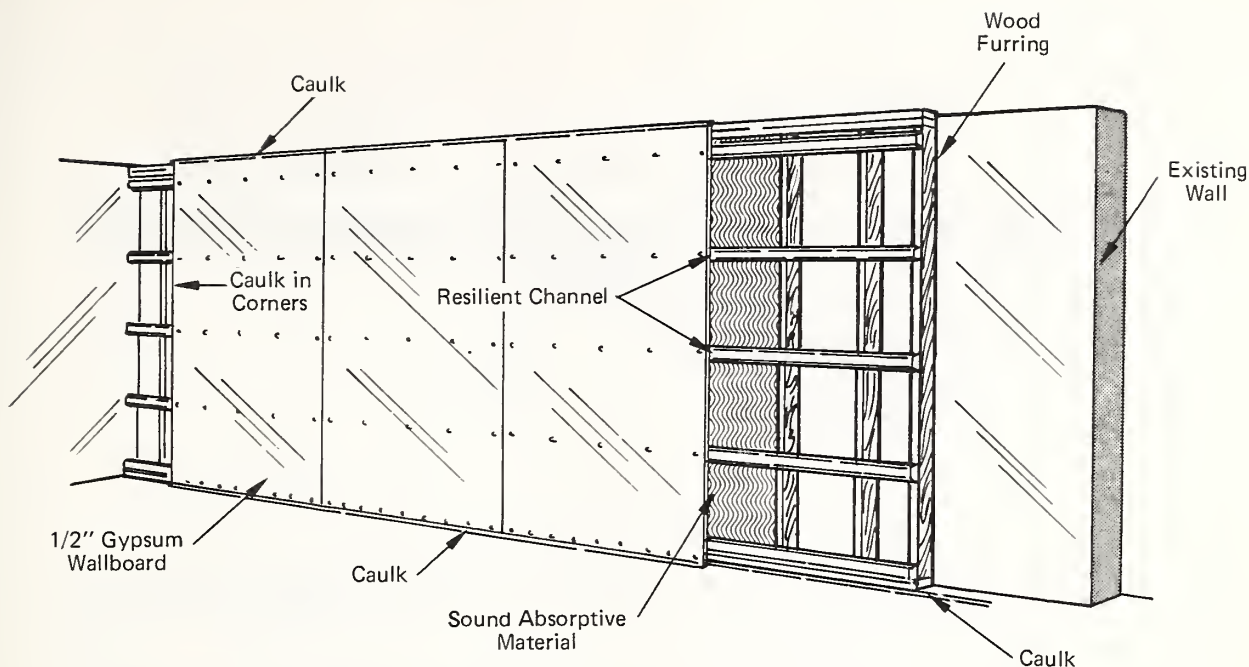 Wood
Furring
Caulk
Existing
Wall
Caulk in
Corners
Resilient Channel
1/2" Gypsum
Wallboard
Caulk
Sound Absorptive
Material
Caulk